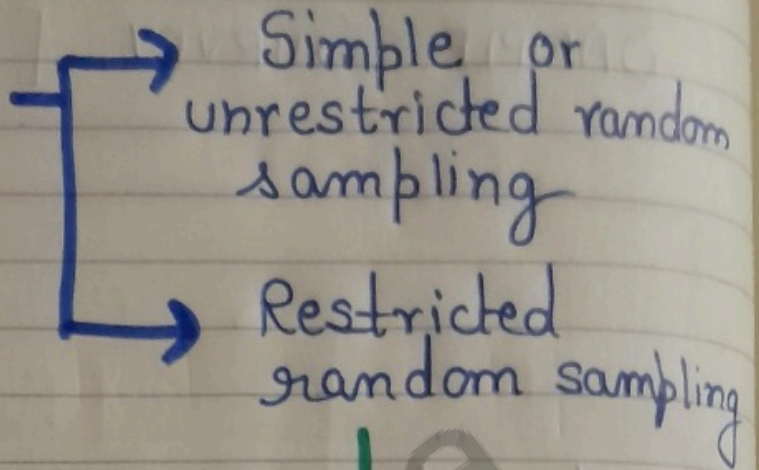 Simple or
unrestricted random
sampling
Restricted
random sampling